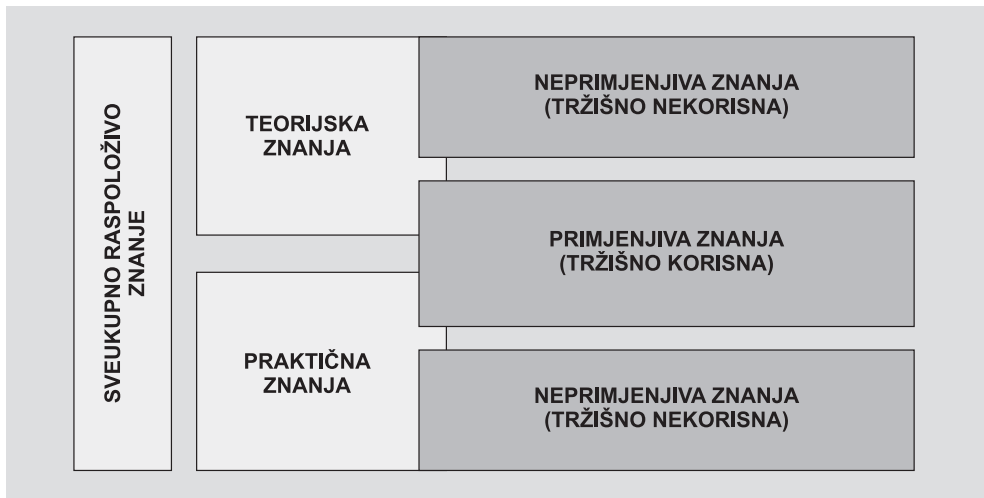 SVEUKUPNO RASPOLOŽIVO
ZNANJE
TEORIJSKA
ZNANJA
PRAKTIČNA
ZNANJA
NEPRIMJENJIVA ZNANJA
(TRŽIŠNO NEKORISNA)
PRIMJENJIVA ZNANJA
(TRŽIŠNO KORISNA)
NEPRIMJENJIVA ZNANJA
(TRŽIŠNO NEKORISNA)